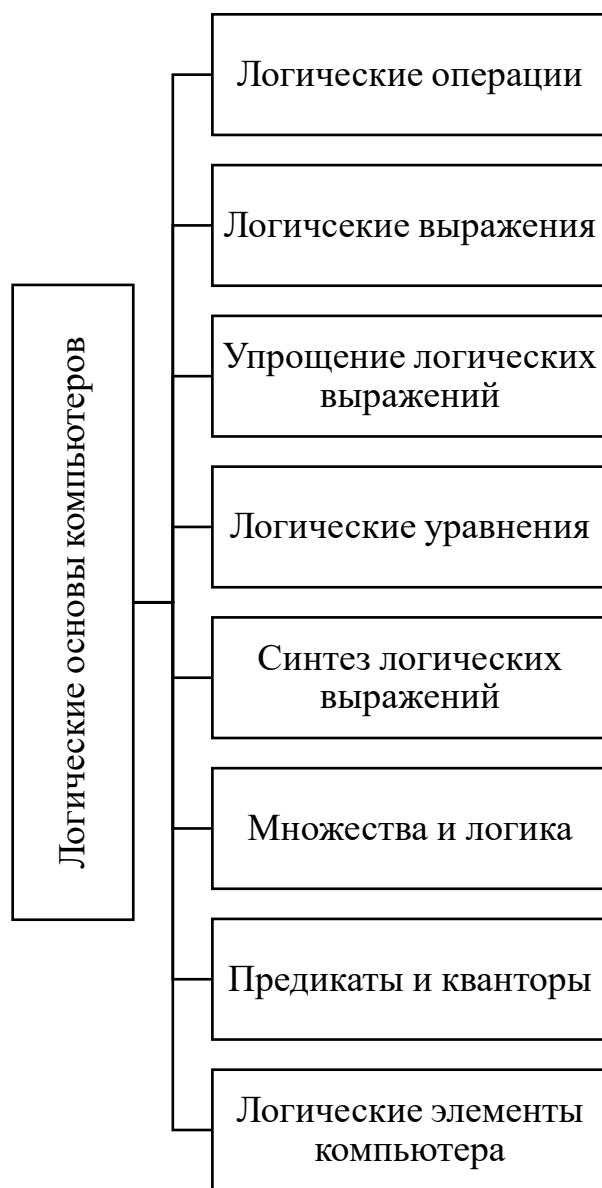 Логические основы компьютеров
Логические операции
Логичсекие выражения
Упрощение логических
выражений
Логические уравнения
Синтез логических
выражений
Множества и логика
Предикаты и кванторы
Логические элементы
компьютера